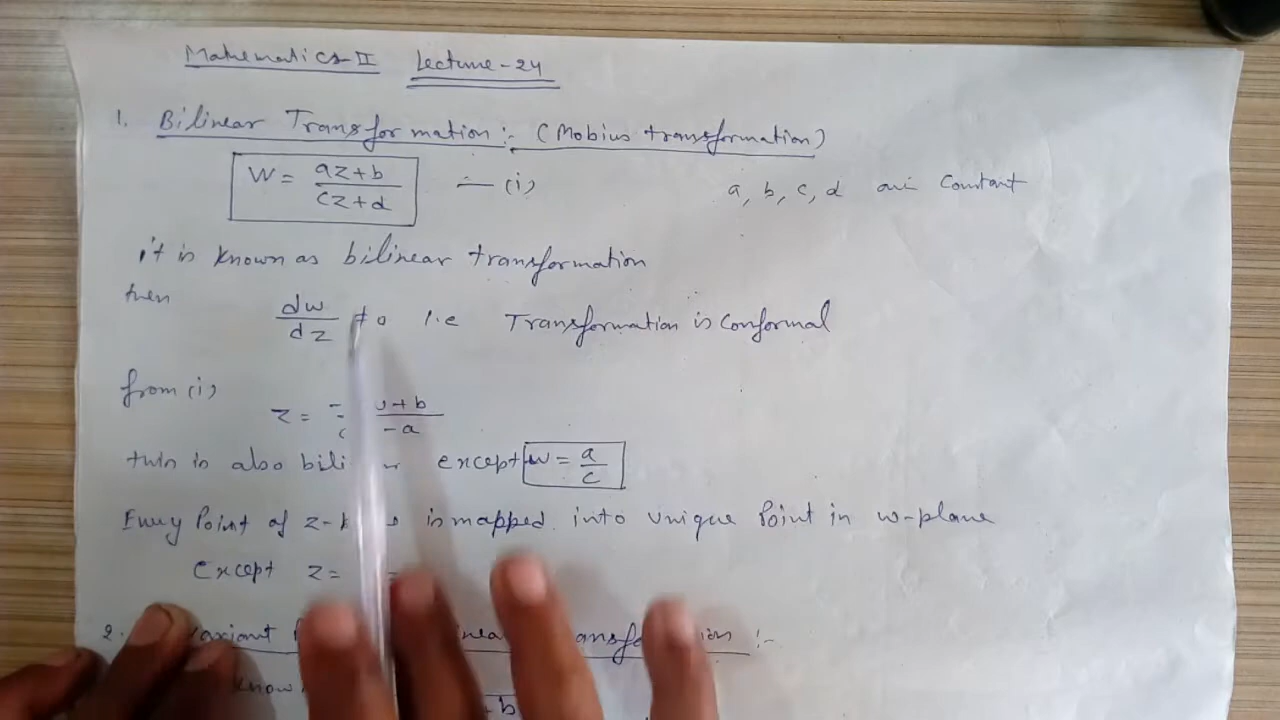 Mathematics-II Lecture-24
1. Bilinear Transformation:- (Mobius transformation)
W = az+b / cz+d — (i) a, b, c, d are Constant
it is known as bilinear transformation
then
dw/dz ≠ 0 i.e Transformation is Conformal
from (i)
z = +b / -a
this is also except w = a/c
Every Point of z- is mapped into unique Point in w-plane
Except z =
2.
know
+b